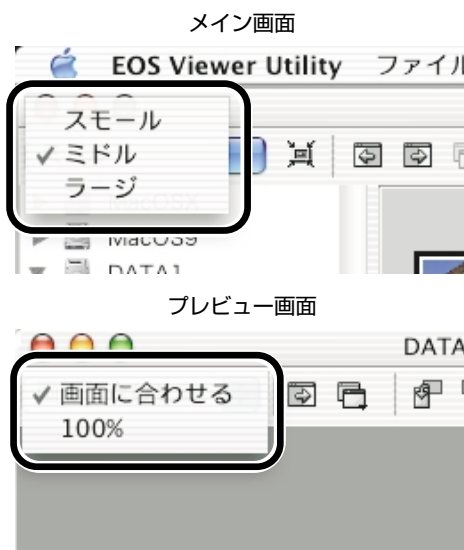 メイン画面
EOS Viewer Utility ファイル
スモール
✓ ミドル
ラージ
MacOS9
DATA1
プレビュー画面
DATA
✓ 画面に合わせる
100%